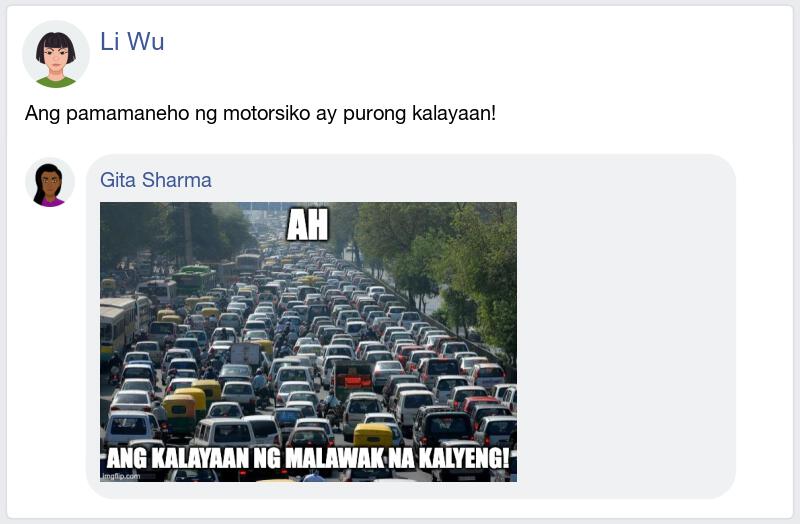 Li Wu
Ang pamamaneho ng motorsiko ay purong kalayaan!
Gita Sharma
AH
ANG KALAYAAN NG MALAWAK NA KALYENG!
imgflip.com